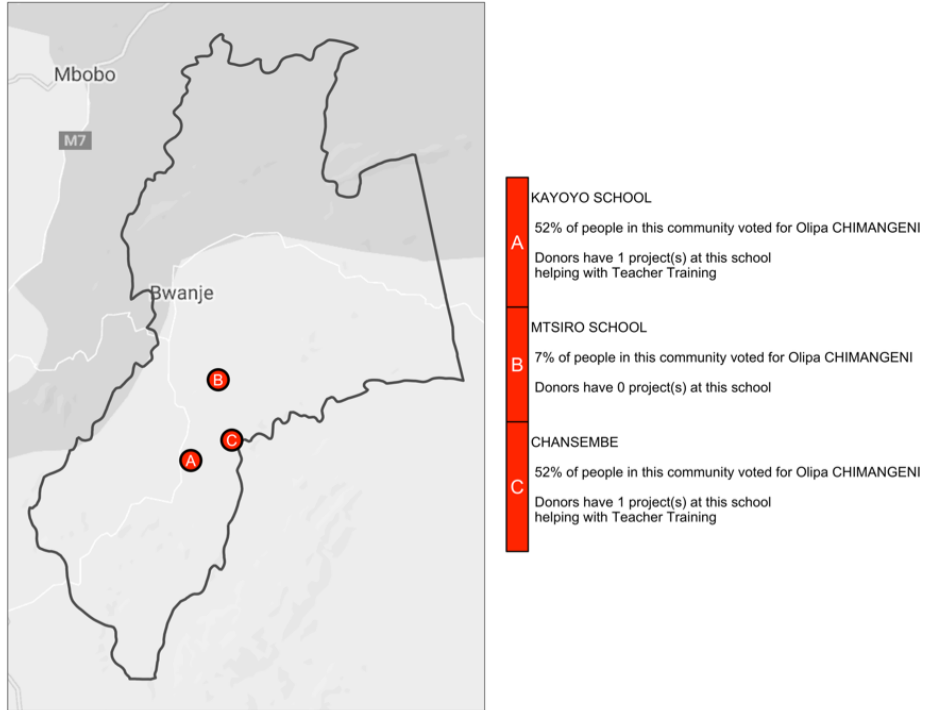 Mbobo
M7
Bwanje
B
C
A
A
KAYOYO SCHOOL
52% of people in this community voted for Olipa CHIMANGENI
Donors have 1 project(s) at this school
helping with Teacher Training
B
MTSIRO SCHOOL
7% of people in this community voted for Olipa CHIMANGENI
Donors have 0 project(s) at this school
C
CHANSEMBE
52% of people in this community voted for Olipa CHIMANGENI
Donors have 1 project(s) at this school
helping with Teacher Training